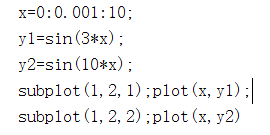 x=0:0.001:10;
y1=sin(3*x);
y2=sin(10*x);
subplot(1,2,1);plot(x,y1);
subplot(1,2,2);plot(x,y2)